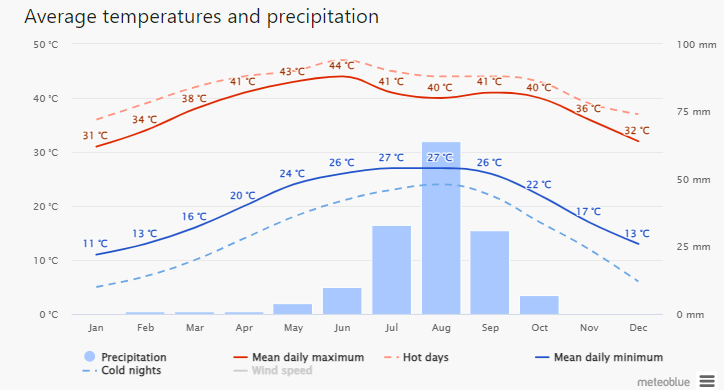 Average temperatures and precipitation
50 °C
100 mm
44 °C
43 °C
41 °C
41 °C
41 °C
40 °C
40 °C
40 °C
75 mm
38 °C
36 °C
34 °C
32 °C
31 °C
30 °C
50 mm
27 °C
27 °C
26 °C
26 °C
24 °C
22 °C
20 °C
20 °C
17 °C
16 °C
13 °C
13 °C
11 °C
10 °C
25 mm
0 °C
0 mm
Jan Feb Mar Apr May Jun Jul Aug Sep Oct Nov Dec
Precipitation Mean daily maximum Hot days Mean daily minimum
Cold nights Wind speed
meteoblue